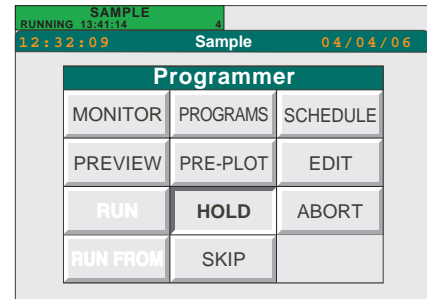 SAMPLE
RUNNING 13:41:14 4
12:32:09 Sample 04/04/06
Programmer
MONITOR PROGRAMS SCHEDULE
PREVIEW PRE-PLOT EDIT
RUN HOLD ABORT
RUN FROM SKIP